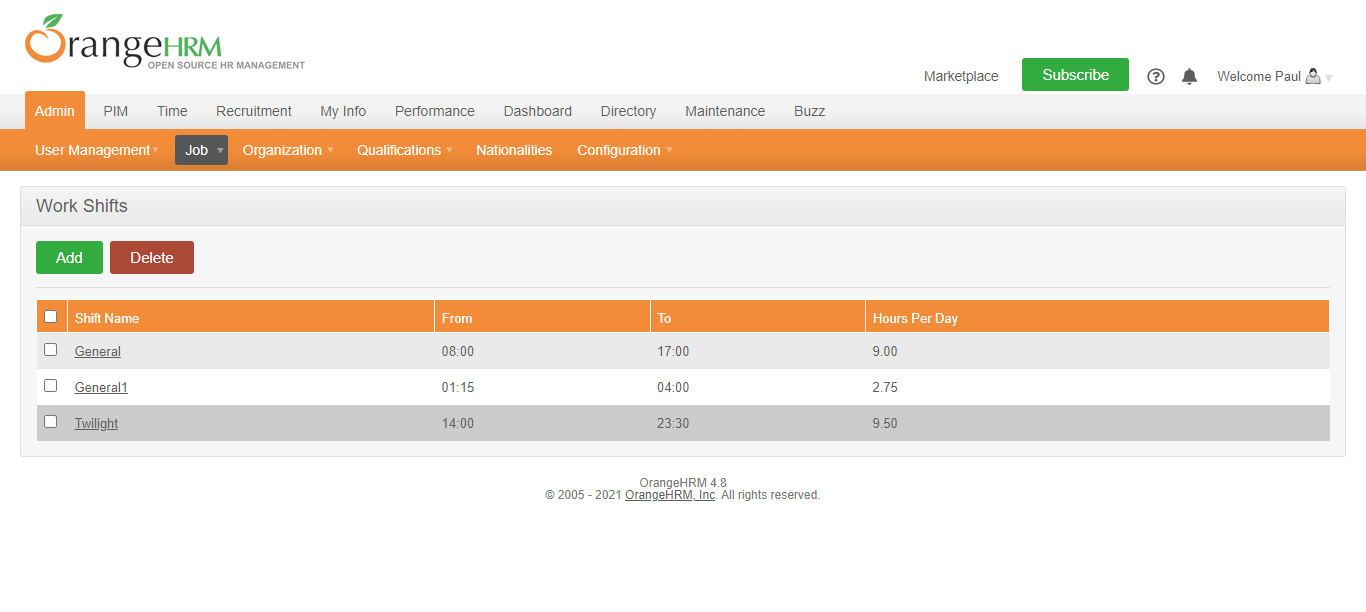 OrangeHRM
OPEN SOURCE HR MANAGEMENT
Marketplace Subscribe ? Welcome Paul
Admin PIM Time Recruitment My Info Performance Dashboard Directory Maintenance Buzz
User Management Job Organization Qualifications Nationalities Configuration
Work Shifts
Add Delete
Shift Name From To Hours Per Day
General 08:00 17:00 9.00
General1 01:15 04:00 2.75
Twilight 14:00 23:30 9.50
OrangeHRM 4.8
© 2005 - 2021 OrangeHRM, Inc. All rights reserved.